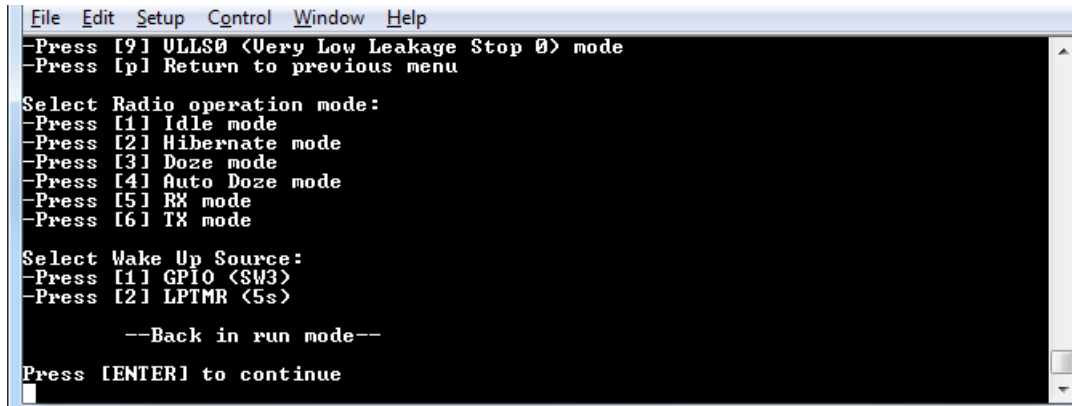 File Edit Setup Control Window Help
-Press [9] VLLS0 (Very Low Leakage Stop 0) mode
-Press [p] Return to previous menu
Select Radio operation mode:
-Press [1] Idle mode
-Press [2] Hibernate mode
-Press [3] Doze mode
-Press [4] Auto Doze mode
-Press [5] RX mode
-Press [6] TX mode
Select Wake Up Source:
-Press [1] GPIO (SW3)
-Press [2] LPTMR (5s)
--Back in run mode--
Press [ENTER] to continue